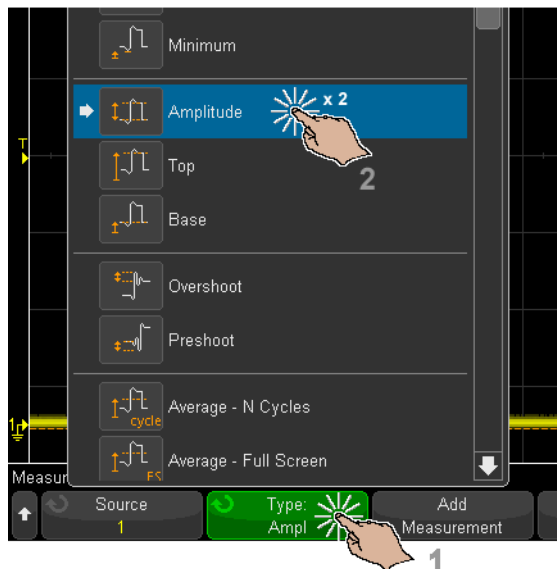 Minimum
Amplitude
x 2
T
Top
2
Base
Overshoot
Preshoot
Average - N Cycles
cycle
1
Average - Full Screen
FS
Measur
Source
Type:
Add
1
Ampl
Measurement
1